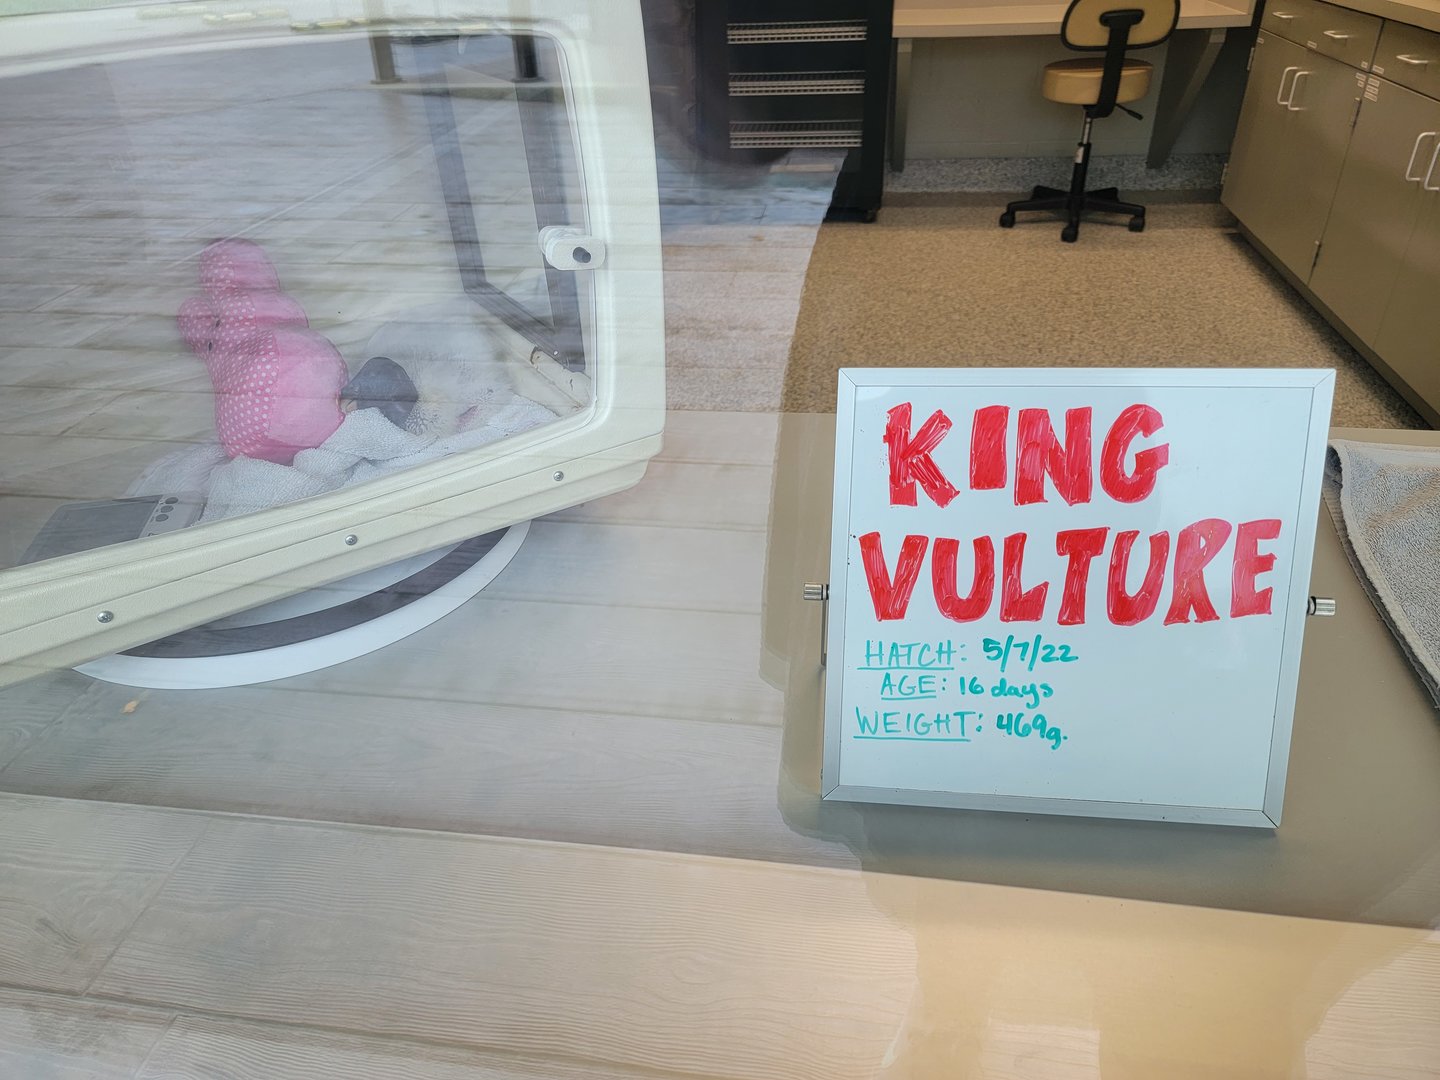 KING
VULTURE
HATCH: 5/7/22
AGE: 16 days
WEIGHT: 469g.